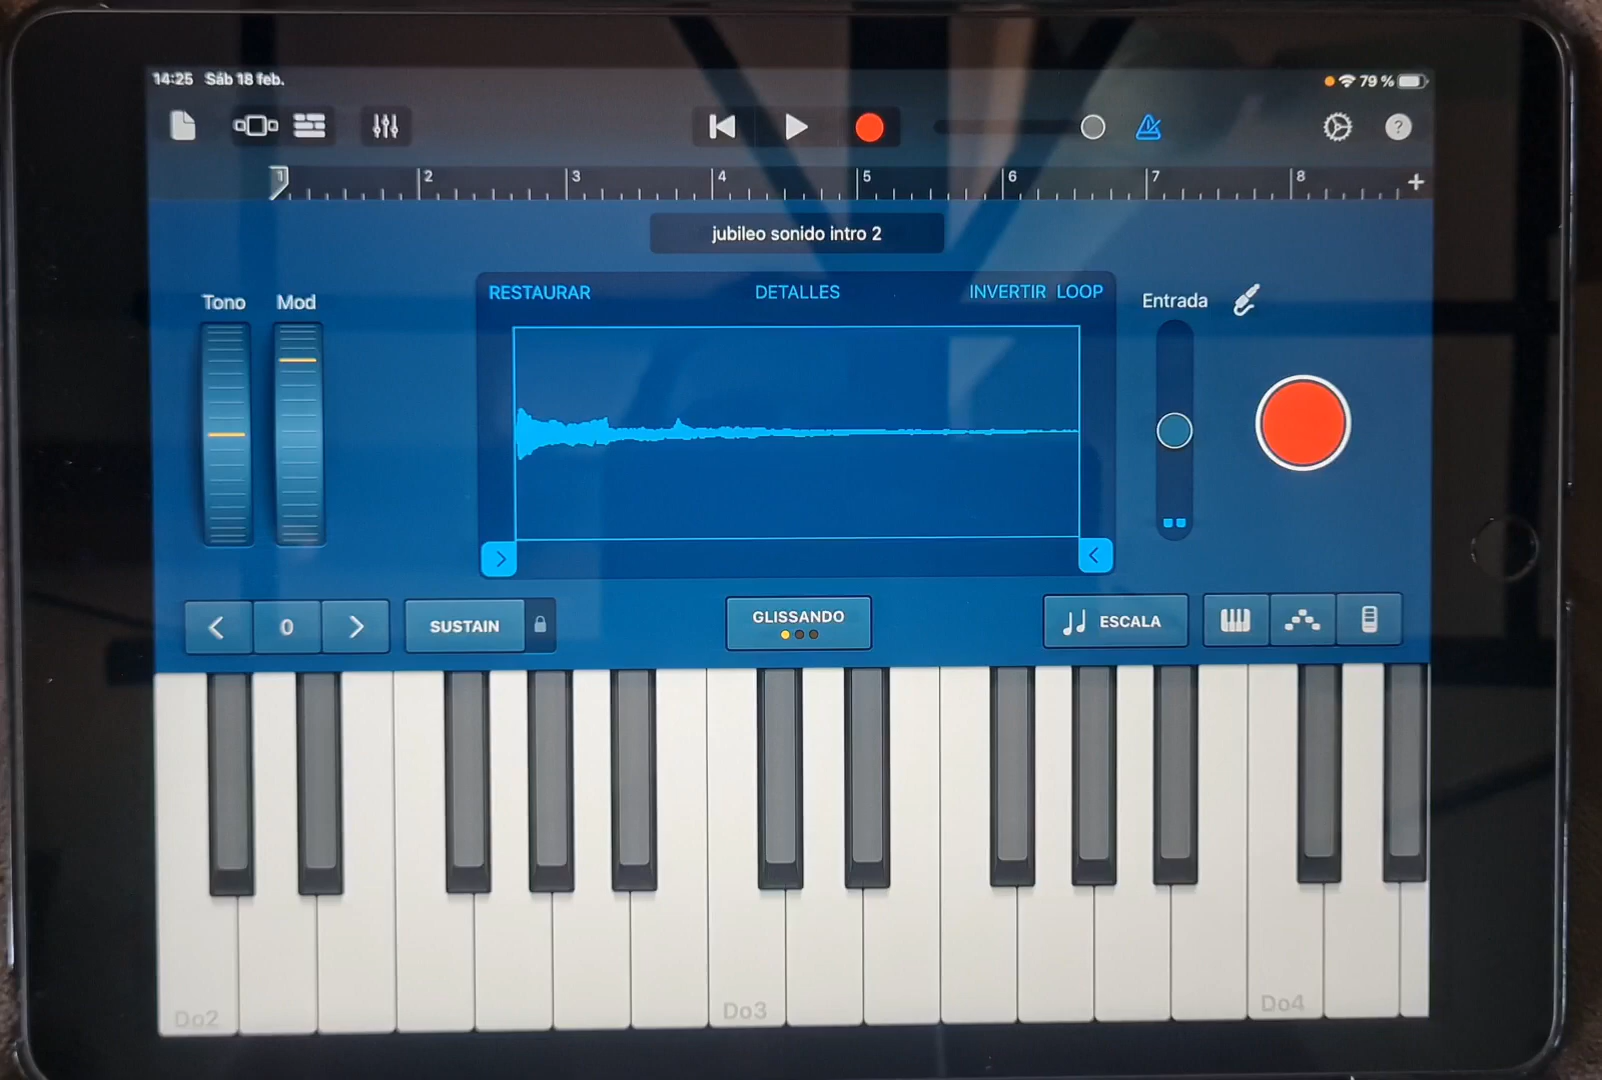 14:25 Sáb 18 feb.
79 %
?
1 2 3 4 5 6 7 8 +
jubileo sonido intro 2
RESTAURAR DETALLES INVERTIR LOOP
Tono Mod Entrada
0 SUSTAIN GLISSANDO ESCALA
Do2 Do3 Do4